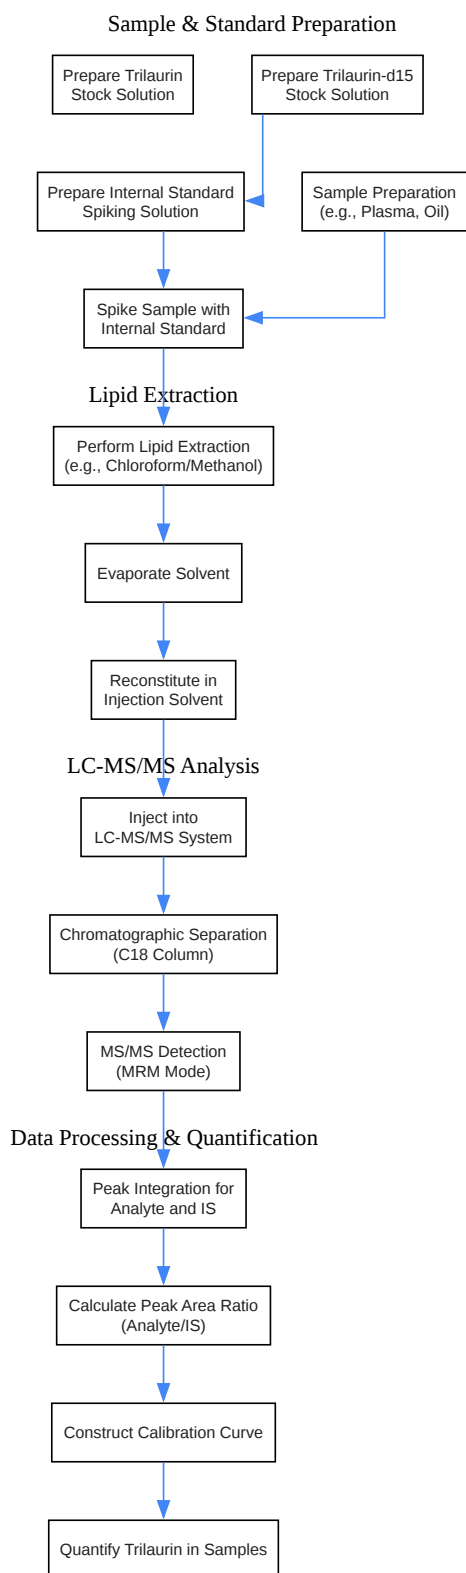 Sample & Standard Preparation
Prepare Trilaurin
Stock Solution
Prepare Trilaurin-d15
Stock Solution
Prepare Internal Standard
Spiking Solution
Sample Preparation
(e.g., Plasma, Oil)
Spike Sample with
Internal Standard
Lipid Extraction
Perform Lipid Extraction
(e.g., Chloroform/Methanol)
Evaporate Solvent
Reconstitute in
Injection Solvent
LC-MS/MS Analysis
Inject into
LC-MS/MS System
Chromatographic Separation
(C18 Column)
MS/MS Detection
(MRM Mode)
Data Processing & Quantification
Peak Integration for
Analyte and IS
Calculate Peak Area Ratio
(Analyte/IS)
Construct Calibration Curve
Quantify Trilaurin in Samples